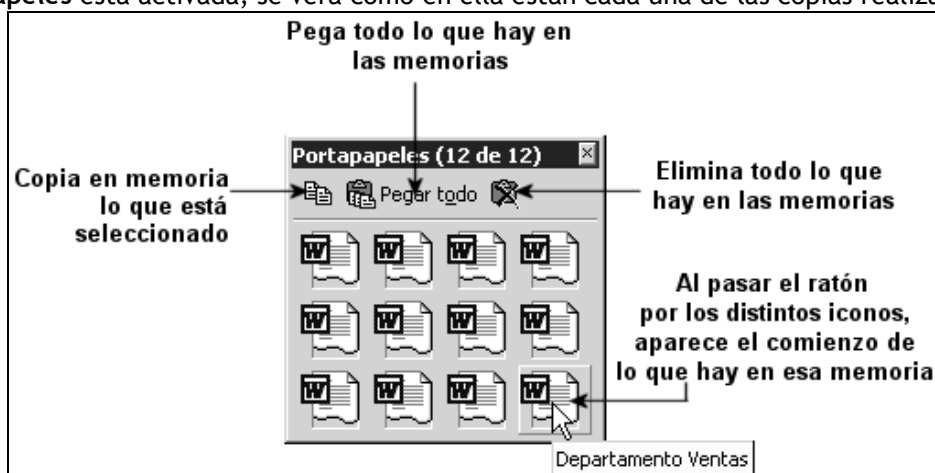 papeles está activada, se verá cómo en ella están cada una de las copias realiza
Pega todo lo que hay en
las memorias
Portapapeles (12 de 12)
Copia en memoria
lo que está
seleccionado
Pegar todo
Elimina todo lo que
hay en las memorias
Al pasar el ratón
por los distintos iconos,
aparece el comienzo de
lo que hay en esa memoria
Departamento Ventas